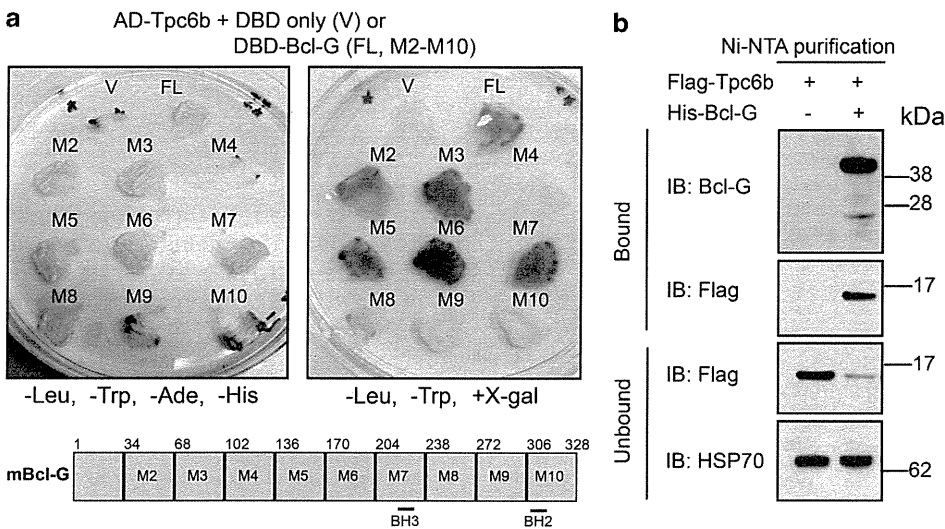 a
AD-Tpc6b + DBD only (V) or
DBD-Bcl-G (FL, M2-M10)
V FL
M2 M3 M4
M5 M6 M7
M8 M9 M10
-Leu, -Trp, -Ade, -His
V FL
M2 M3 M4
M5 M6 M7
M8 M9 M10
-Leu, -Trp, +X-gal
1 34 68 102 136 170 204 238 272 306 328
mBcl-G M2 M3 M4 M5 M6 M7 M8 M9 M10
BH3 BH2
b
Ni-NTA purification
Flag-Tpc6b + +
His-Bcl-G - +
kDa
Bound
IB: Bcl-G
38
28
IB: Flag
17
Unbound
IB: Flag
17
IB: HSP70
62